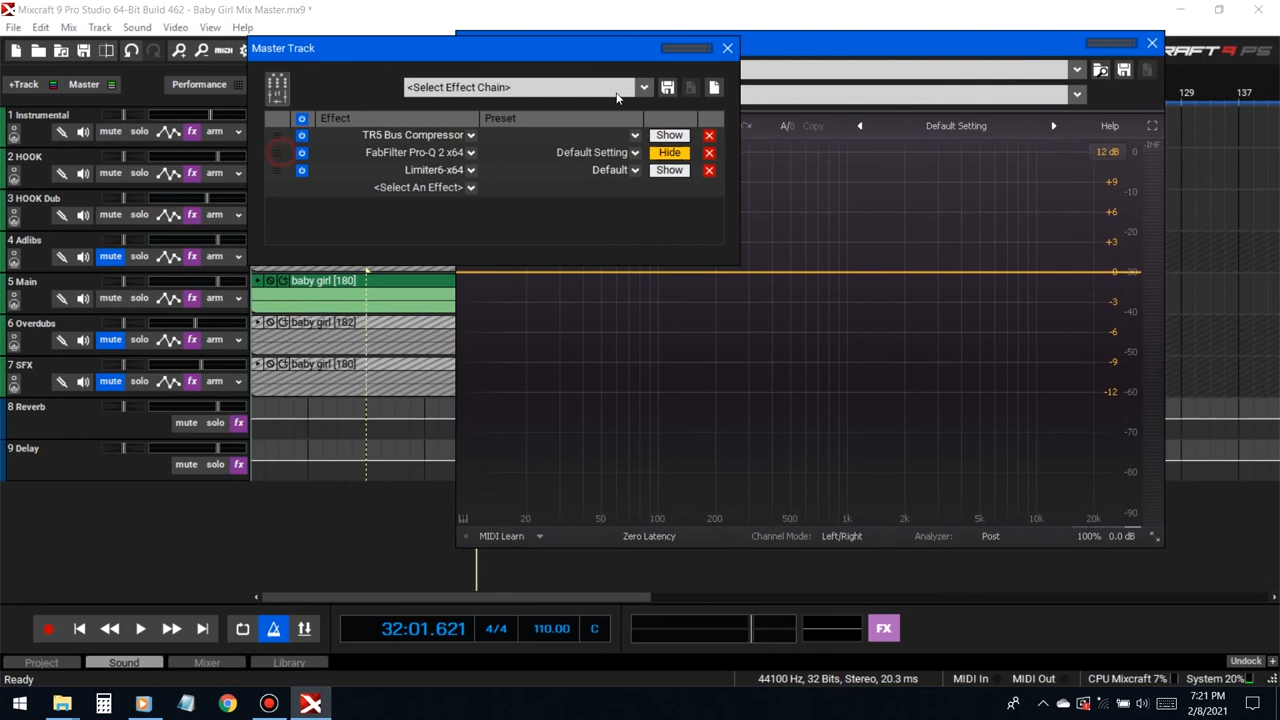 Mixcraft 9 Pro Studio 64-Bit Build 462 - Baby Girl Mix Master.mx9 *
File Edit Mix Track Sound Video View Help
Master Track
+Track Master Performance
<Select Effect Chain>
129 137
Effect Preset
TR5 Bus Compressor Show
FabFilter Pro-Q 2 x64 Default Setting Hide
Limiter6-x64 Default Show
<Select An Effect>
A/B Copy Default Setting Help
12 dB -INF
+9 -10
+6
-20
+3
0 -30
-3
-40
-6
-50
-9
-12 -60
-70
-80
-90
20 50 100 200 500 1k 2k 5k 10k 20k
MIDI Learn Zero Latency Channel Mode: Left/Right Analyzer: Post 100% 0.0 dB
1 Instrumental
mute solo fx arm
2 HOOK
mute solo fx arm
3 HOOK Dub
mute solo fx arm
4 Adlibs
mute solo fx arm
5 Main
mute solo fx arm
baby girl [180]
6 Overdubs
mute solo fx arm
baby girl [182]
7 SFX
mute solo fx arm
baby girl [180]
8 Reverb
mute solo fx
9 Delay
mute solo fx
32:01.621 4/4 110.00 C FX
Project Sound Mixer Library Undock
Ready 44100 Hz, 32 Bits, Stereo, 20.3 ms MIDI In MIDI Out CPU Mixcraft 7% System 20%
7:21 PM
2/8/2021